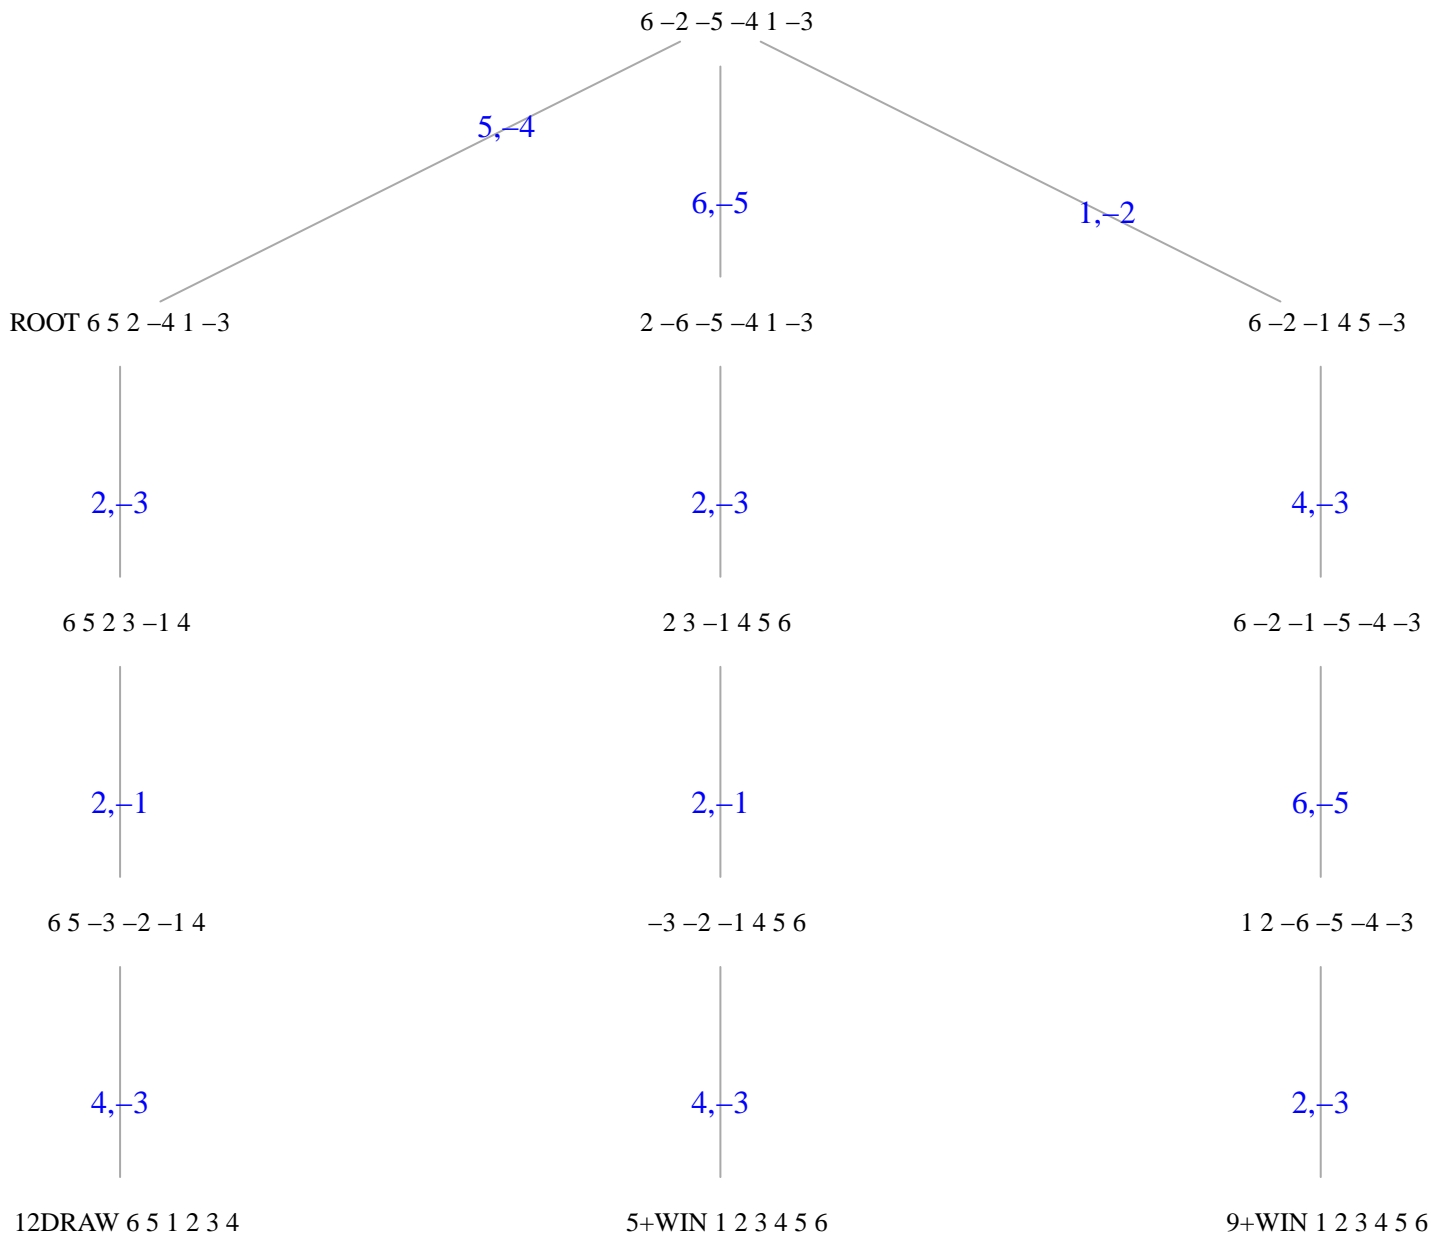 6 –2 –5 –4 1 –3
5,–4
6,–5
1,–2
ROOT 6 5 2 –4 1 –3
2 –6 –5 –4 1 –3
6 –2 –1 4 5 –3
2,–3
2,–3
4,–3
6 5 2 3 –1 4
2 3 –1 4 5 6
6 –2 –1 –5 –4 –3
2,–1
2,–1
6,–5
6 5 –3 –2 –1 4
–3 –2 –1 4 5 6
1 2 –6 –5 –4 –3
4,–3
4,–3
2,–3
12DRAW 6 5 1 2 3 4
5+WIN 1 2 3 4 5 6
9+WIN 1 2 3 4 5 6